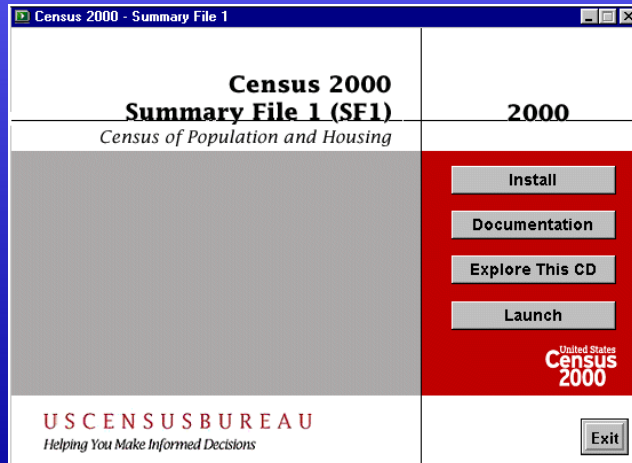 Census 2000 - Summary File 1
Census 2000
Summary File 1 (SF1)
Census of Population and Housing
2000
Install
Documentation
Explore This CD
Launch
United States
Census
2000
USCENSUSBUREAU
Helping You Make Informed Decisions
Exit